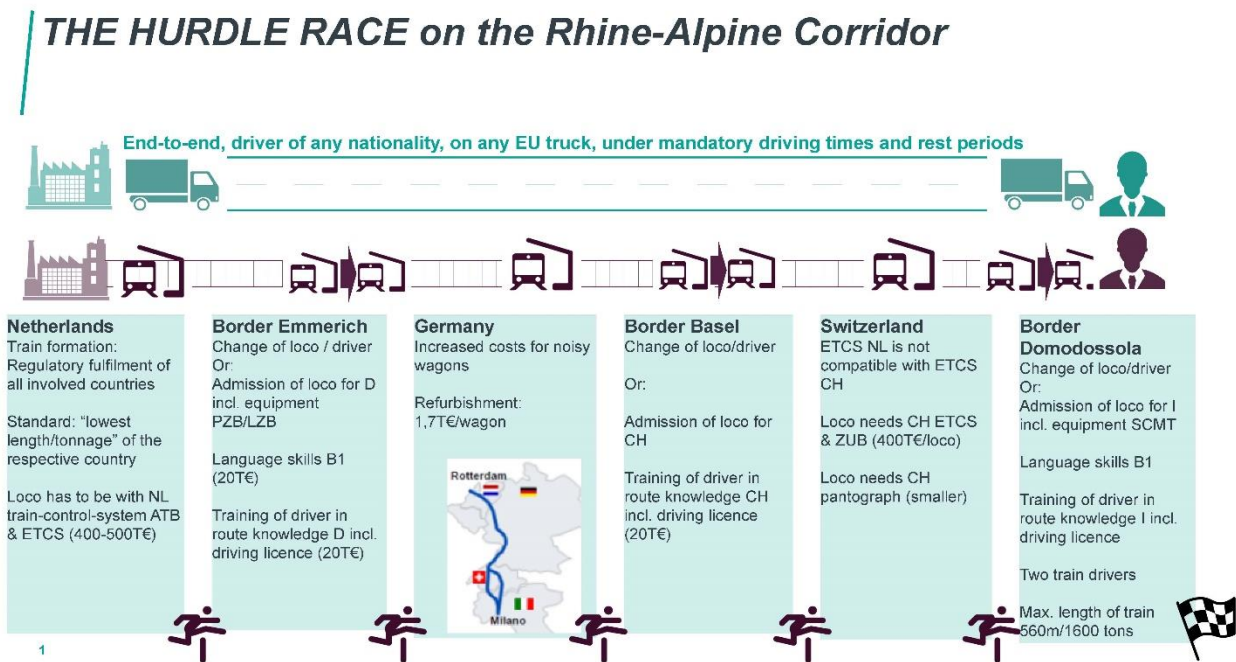 THE HURDLE RACE on the Rhine-Alpine Corridor
End-to-end, driver of any nationality, on any EU truck, under mandatory driving times and rest periods
Netherlands
Train formation:
Regulatory fulfilment of
all involved countries
Standard: “lowest
length/tonnage” of the
respective country
Loco has to be with NL
train-control-system ATB
& ETCS (400-500T€)
Border Emmerich
Change of loco / driver
Or:
Admission of loco for D
incl. equipment
PZB/LZB
Language skills B1
(20T€)
Training of driver in
route knowledge D incl.
driving licence (20T€)
Germany
Increased costs for noisy
wagons
Refurbishment:
1,7T€/wagon
Rotterdam
Milano
Border Basel
Change of loco/driver
Or:
Admission of loco for
CH
Training of driver in
route knowledge CH
incl. driving licence
(20T€)
Switzerland
ETCS NL is not
compatible with ETCS
CH
Loco needs CH ETCS
& ZUB (400T€/loco)
Loco needs CH
pantograph (smaller)
Border
Domodossola
Change of loco/driver
Or:
Admission of loco for I
incl. equipment SCMT
Language skills B1
Training of driver in
route knowledge I incl.
driving licence
Two train drivers
Max. length of train
560m/1600 tons
1